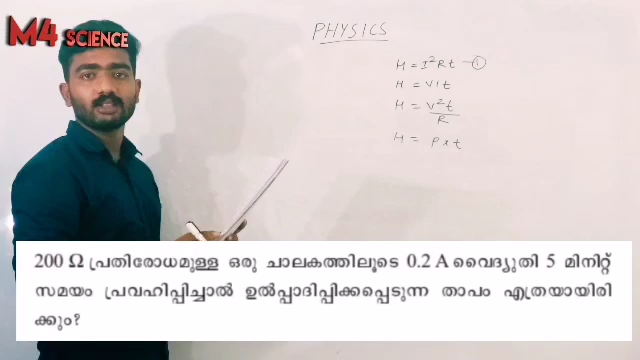 M4 SCIENCE
PHYSICS
H = I²Rt —①
H = VIt
H = V²t/R
H = P x t
200 Ω പ്രതിരോധമുള്ള ഒരു ചാലകത്തിലൂടെ 0.2 A വൈദ്യുതി 5 മിനിറ്റ്
സമയം പ്രവഹിപ്പിച്ചാൽ ഉൽപ്പാദിപ്പിക്കപ്പെടുന്ന താപം എത്രയായിരി
ക്കും?